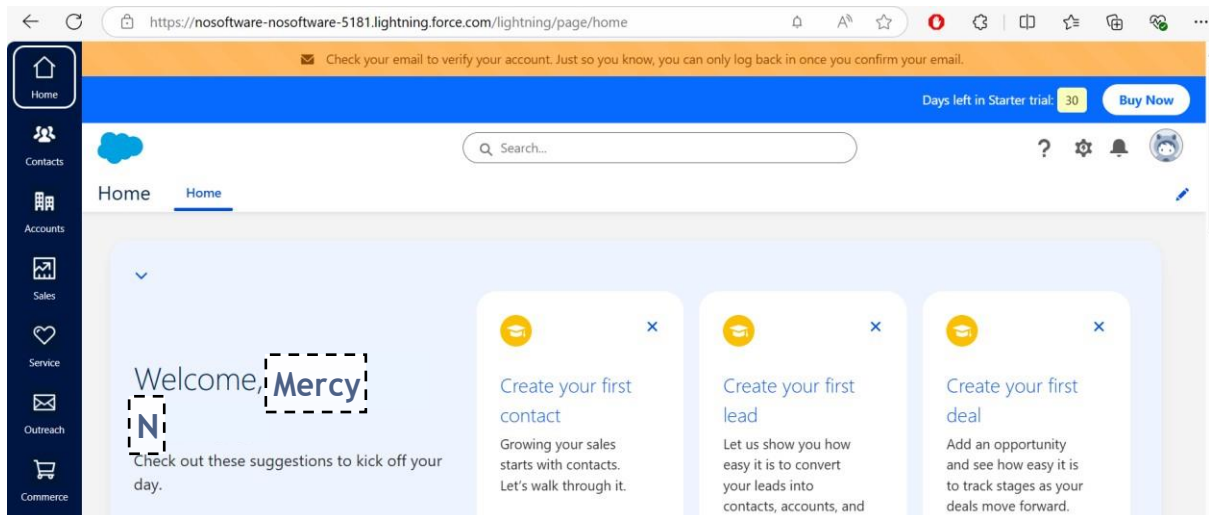 https://nosoftware-nosoftware-5181.lightning.force.com/lightning/page/home
Check your email to verify your account. Just so you know, you can only log back in once you confirm your email.
Days left in Starter trial: 30 Buy Now
Search...
Home
Contacts
Accounts
Sales
Service
Outreach
Commerce
Home Home
Welcome, Mercy
N
Check out these suggestions to kick off your
day.
Create your first
contact
Growing your sales
starts with contacts.
Let's walk through it.
Create your first
lead
Let us show you how
easy it is to convert
your leads into
contacts, accounts, and
Create your first
deal
Add an opportunity
and see how easy it is
to track stages as your
deals move forward.